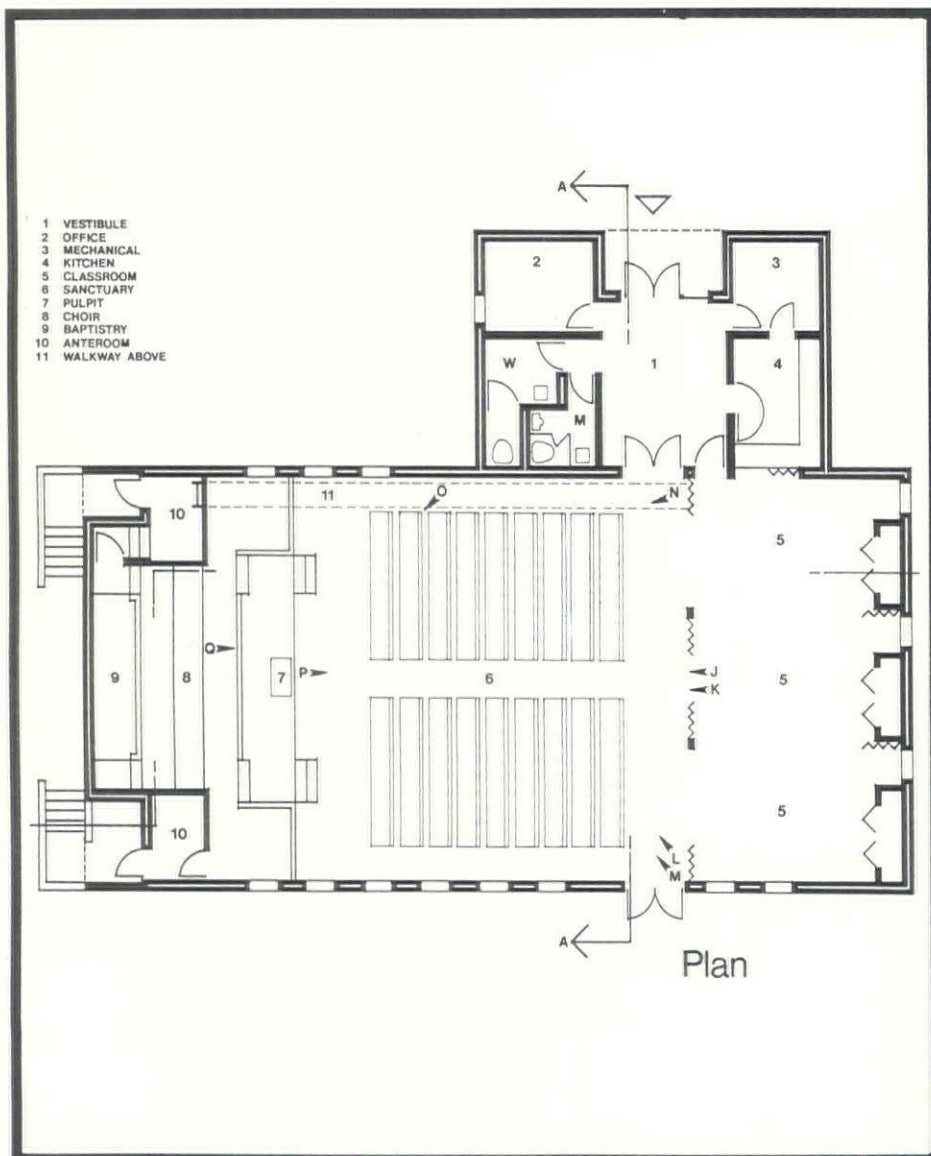 A
1 VESTIBULE
2 OFFICE
3 MECHANICAL
4 KITCHEN
5 CLASSROOM
6 SANCTUARY
7 PULPIT
8 CHOIR
9 BAPTISTRY
10 ANTEROOM
11 WALKWAY ABOVE
2
3
W
1
4
M
11
O
N
10
5
Q
P
J
9
8
7
6
K
5
10
5
L
M
A
Plan